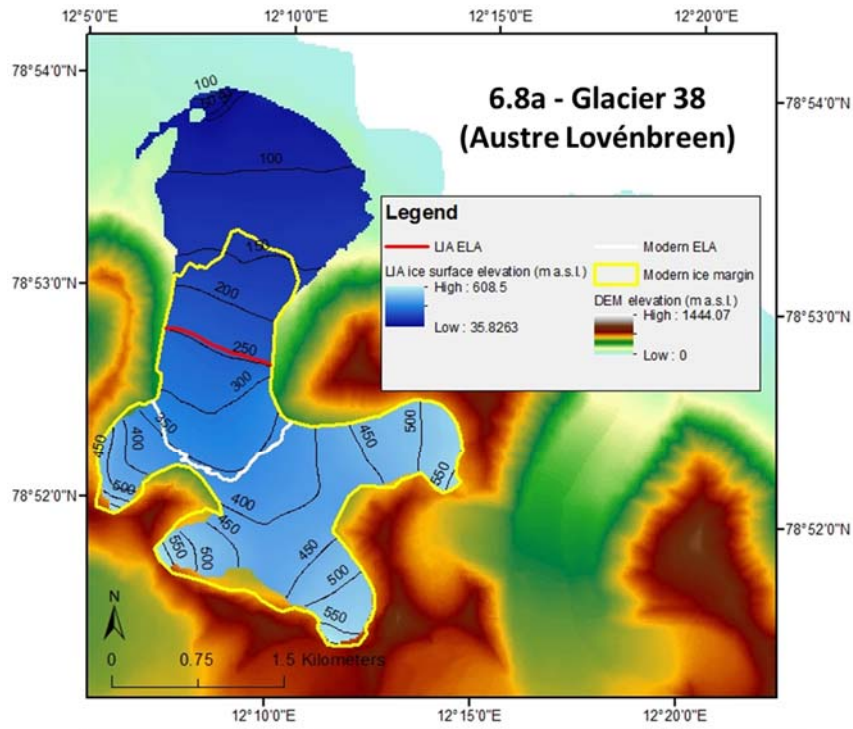 12°5'0"E
12°10'0"E
12°15'0"E
12°20'0"E
78°54'0"N
78°54'0"N
100
6.8a - Glacier 38
(Austre Lovénbreen)
100
Legend
LIA ELA
Modern ELA
LIA ice surface elevation (m a.s.l.)
High : 608.5
Low : 35.8263
Modern ice margin
DEM elevation (m a.s.l.)
High : 1444.07
Low : 0
150
78°53'0"N
78°53'0"N
200
250
300
350
450
400
450
500
550
500
78°52'0"N
78°52'0"N
400
450
550
500
450
500
550
N
0
0.75
1.5 Kilometers
12°10'0"E
12°15'0"E
12°20'0"E